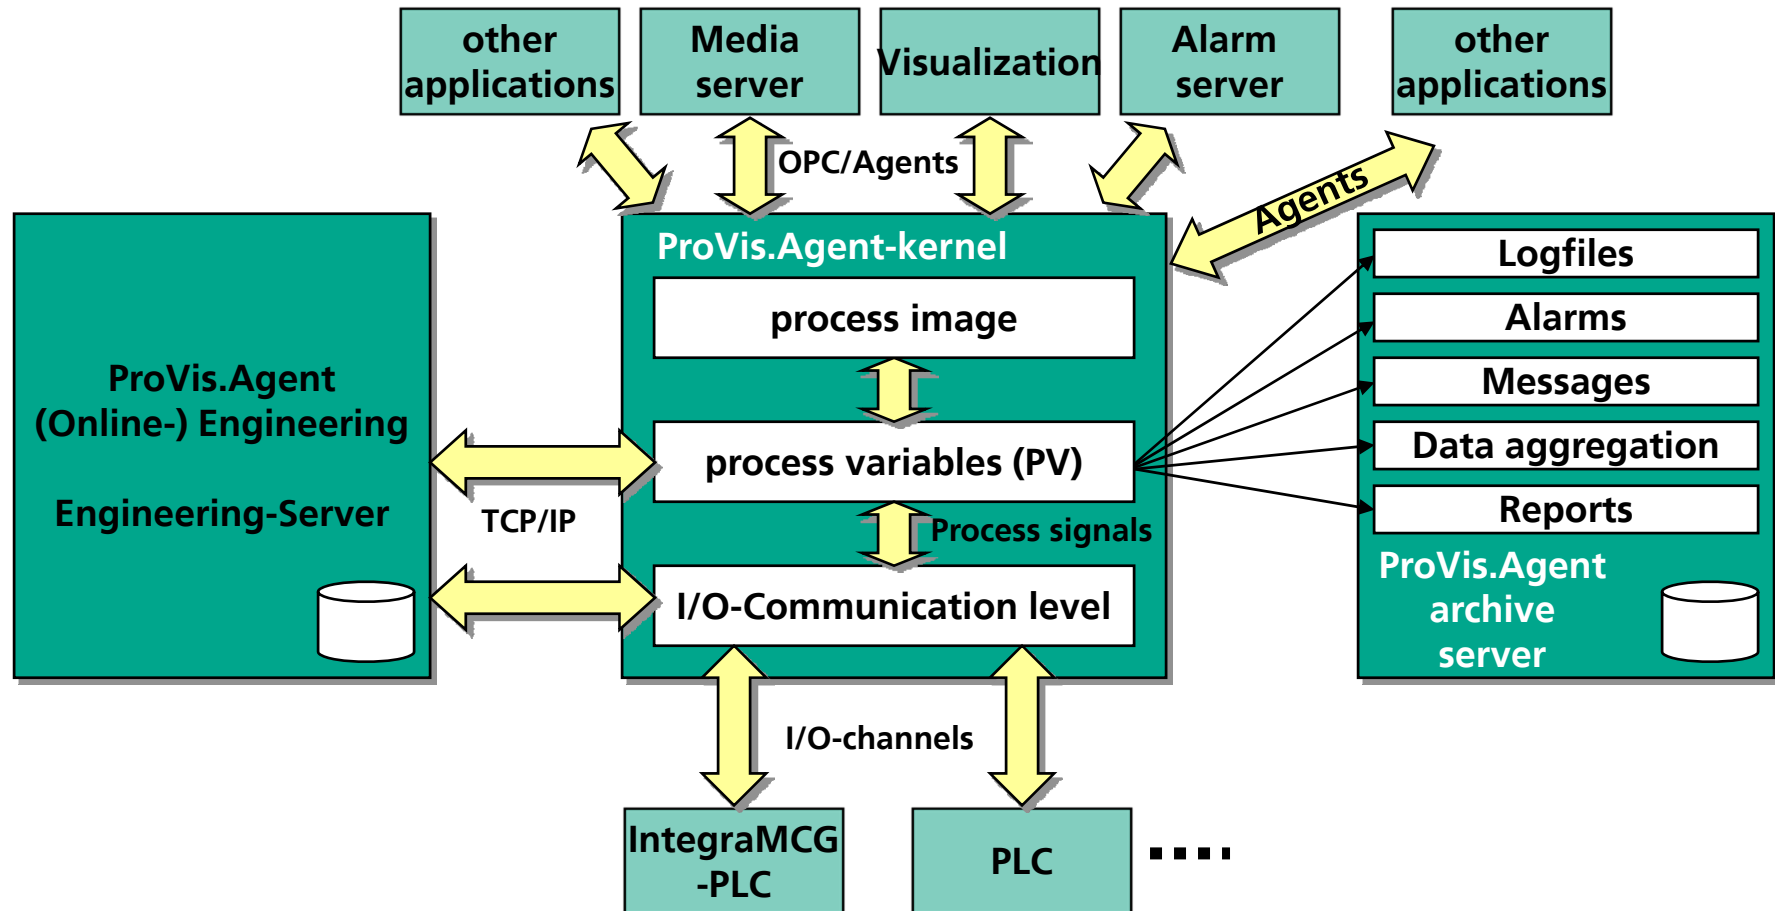 other
applications
Media
server
Visualization
Alarm
server
other
applications
OPC/Agents
Agents
ProVis.Agent
(Online-) Engineering
Engineering-Server
TCP/IP
ProVis.Agent-kernel
process image
process variables (PV)
Process signals
I/O-Communication level
Logfiles
Alarms
Messages
Data aggregation
Reports
ProVis.Agent
archive
server
I/O-channels
IntegraMCG
-PLC
PLC
.....